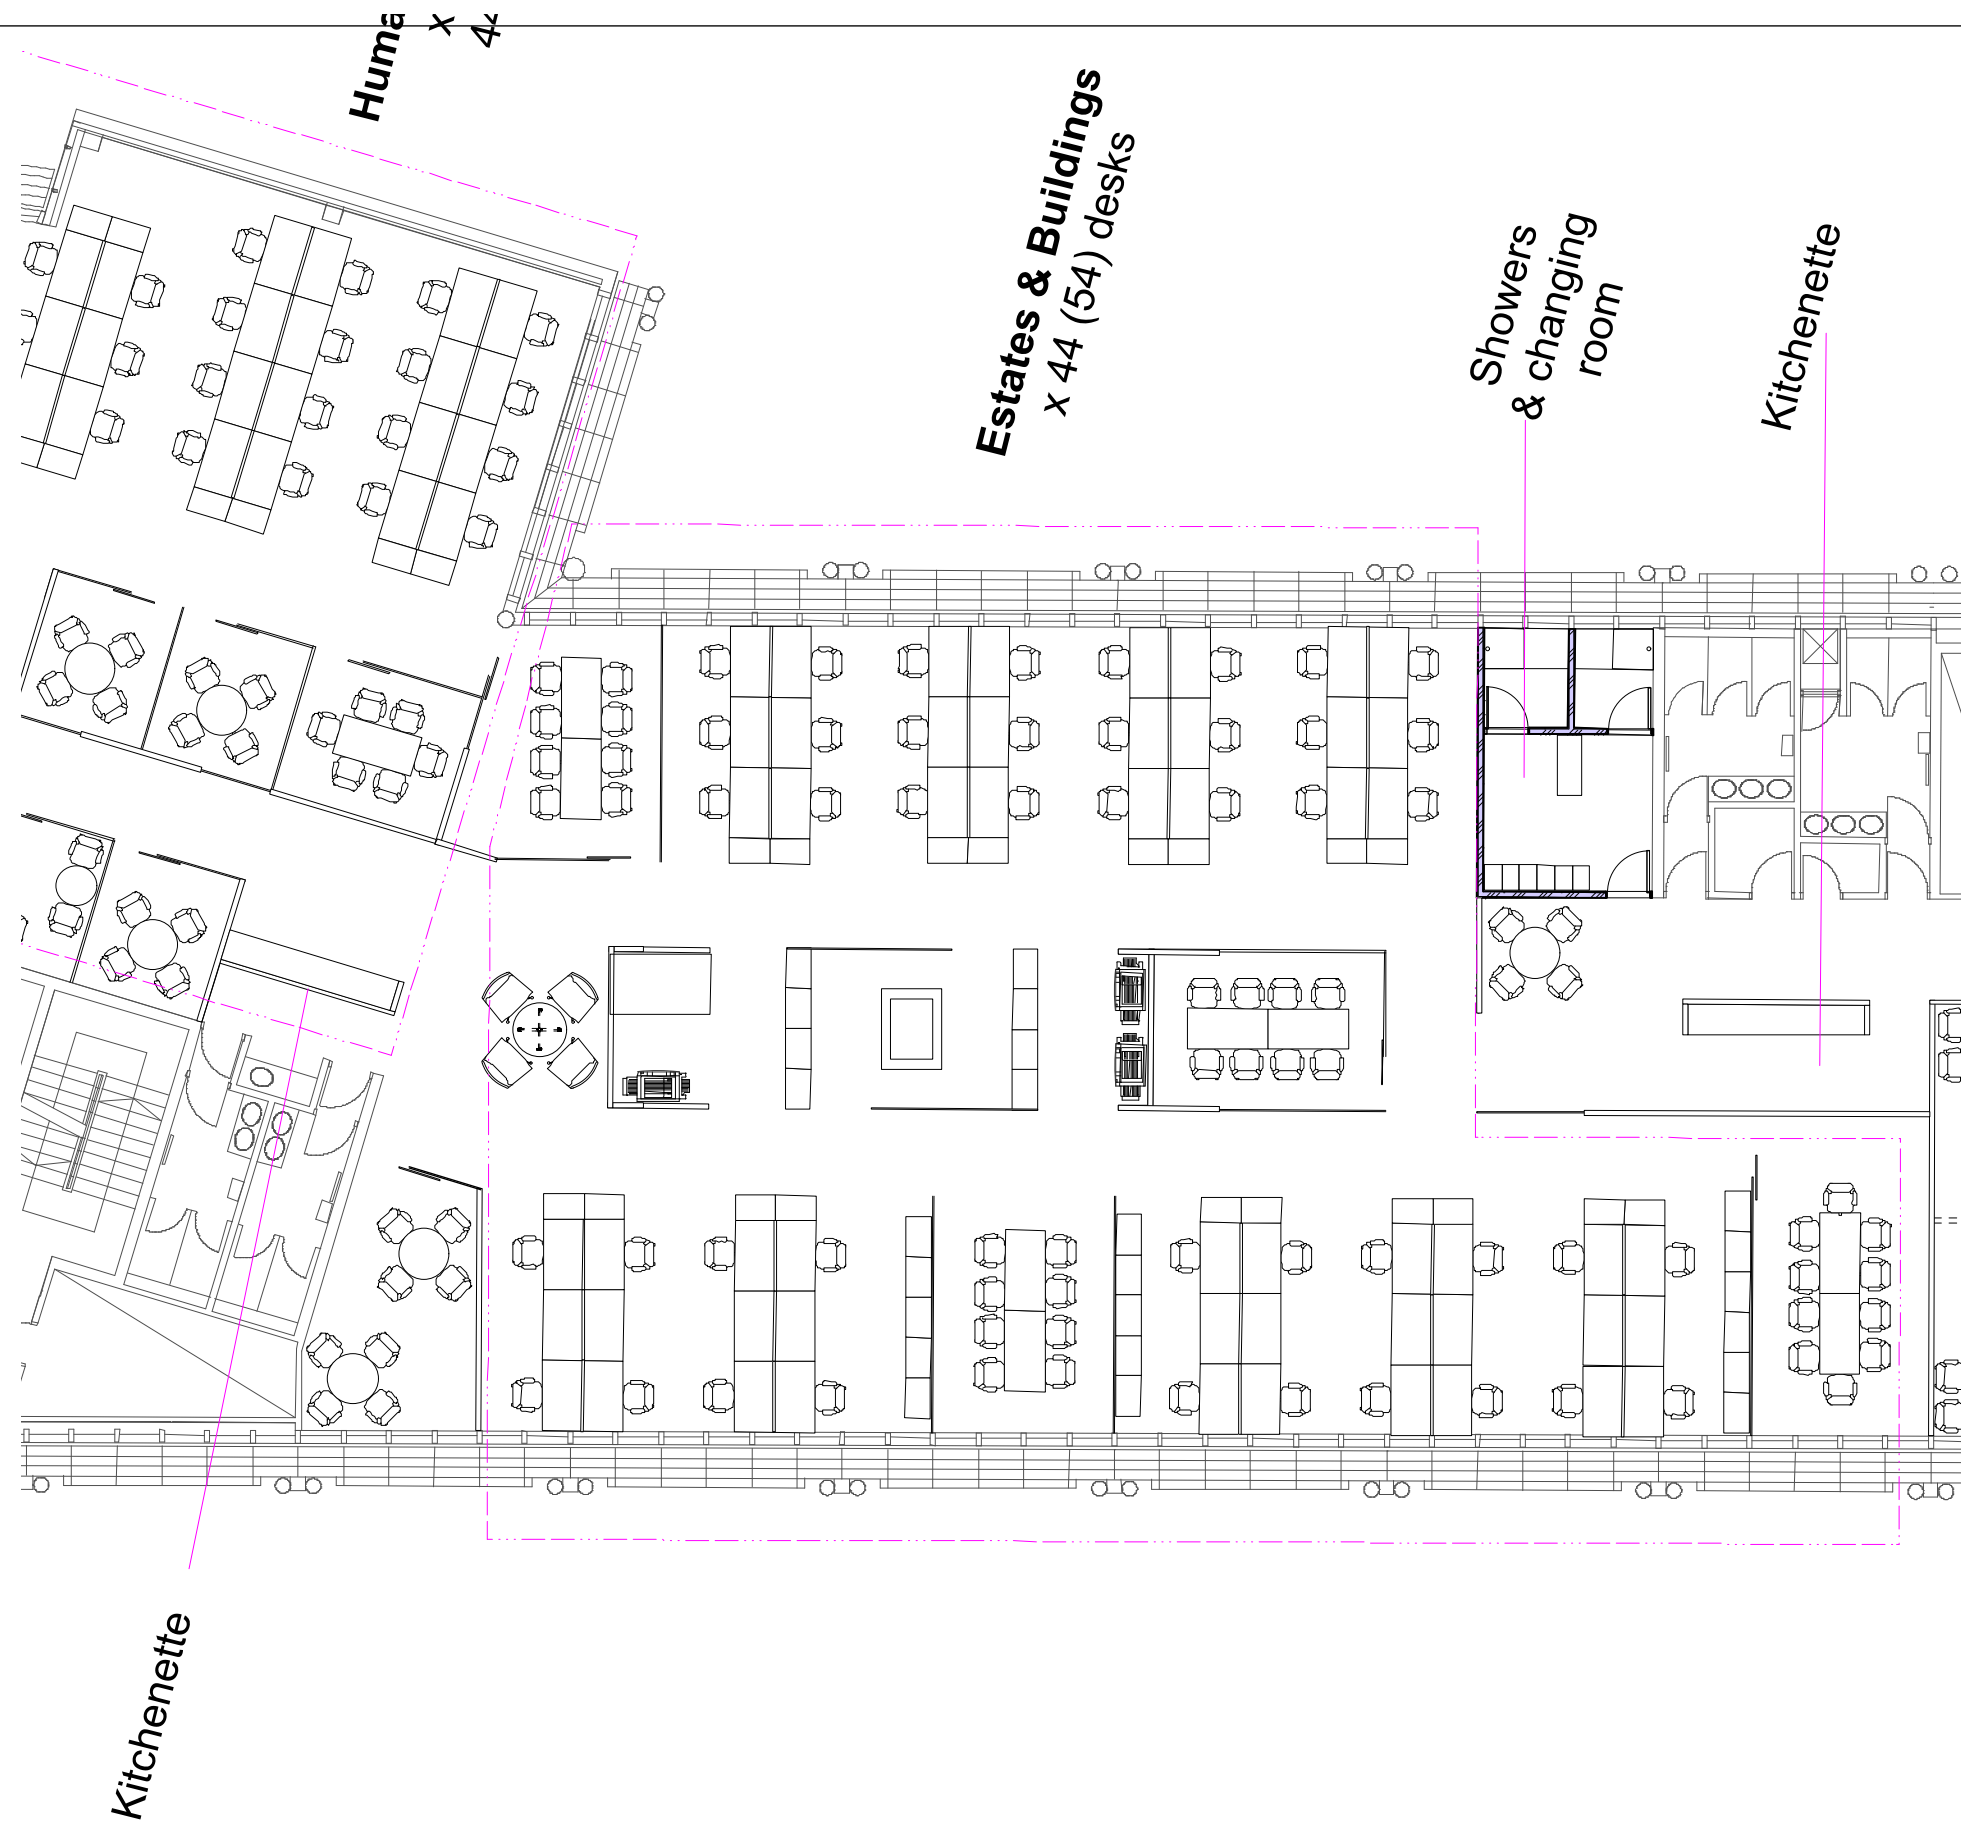 Estates & Buildings
x 44 (54) desks
Showers
& changing
room
Kitchenette
Kitchenette